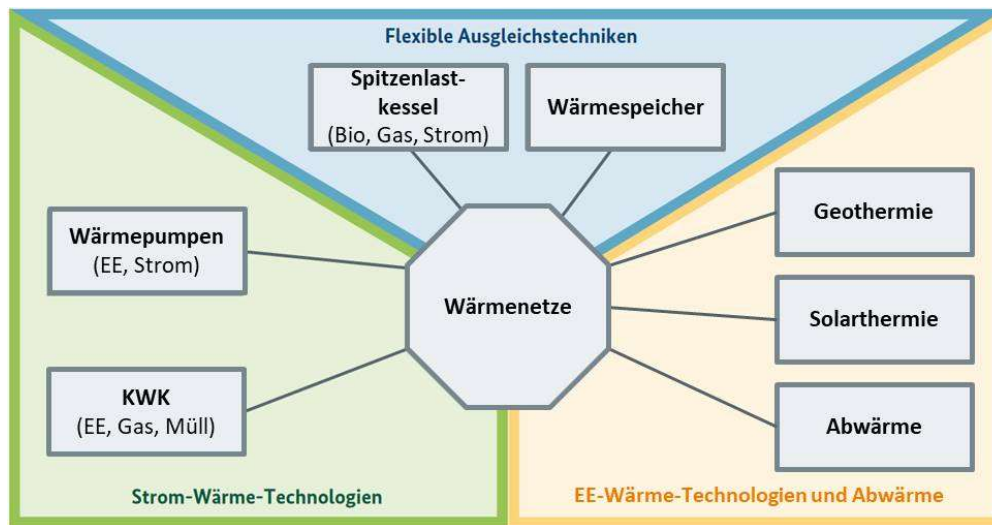 Flexible Ausgleichstechniken
Spitzenlast-
kessel
(Bio, Gas, Strom)
Wärmespeicher
Wärmepumpen
(EE, Strom)
KWK
(EE, Gas, Müll)
Wärmenetze
Geothermie
Solarthermie
Abwärme
Strom-Wärme-Technologien
EE-Wärme-Technologien und Abwärme